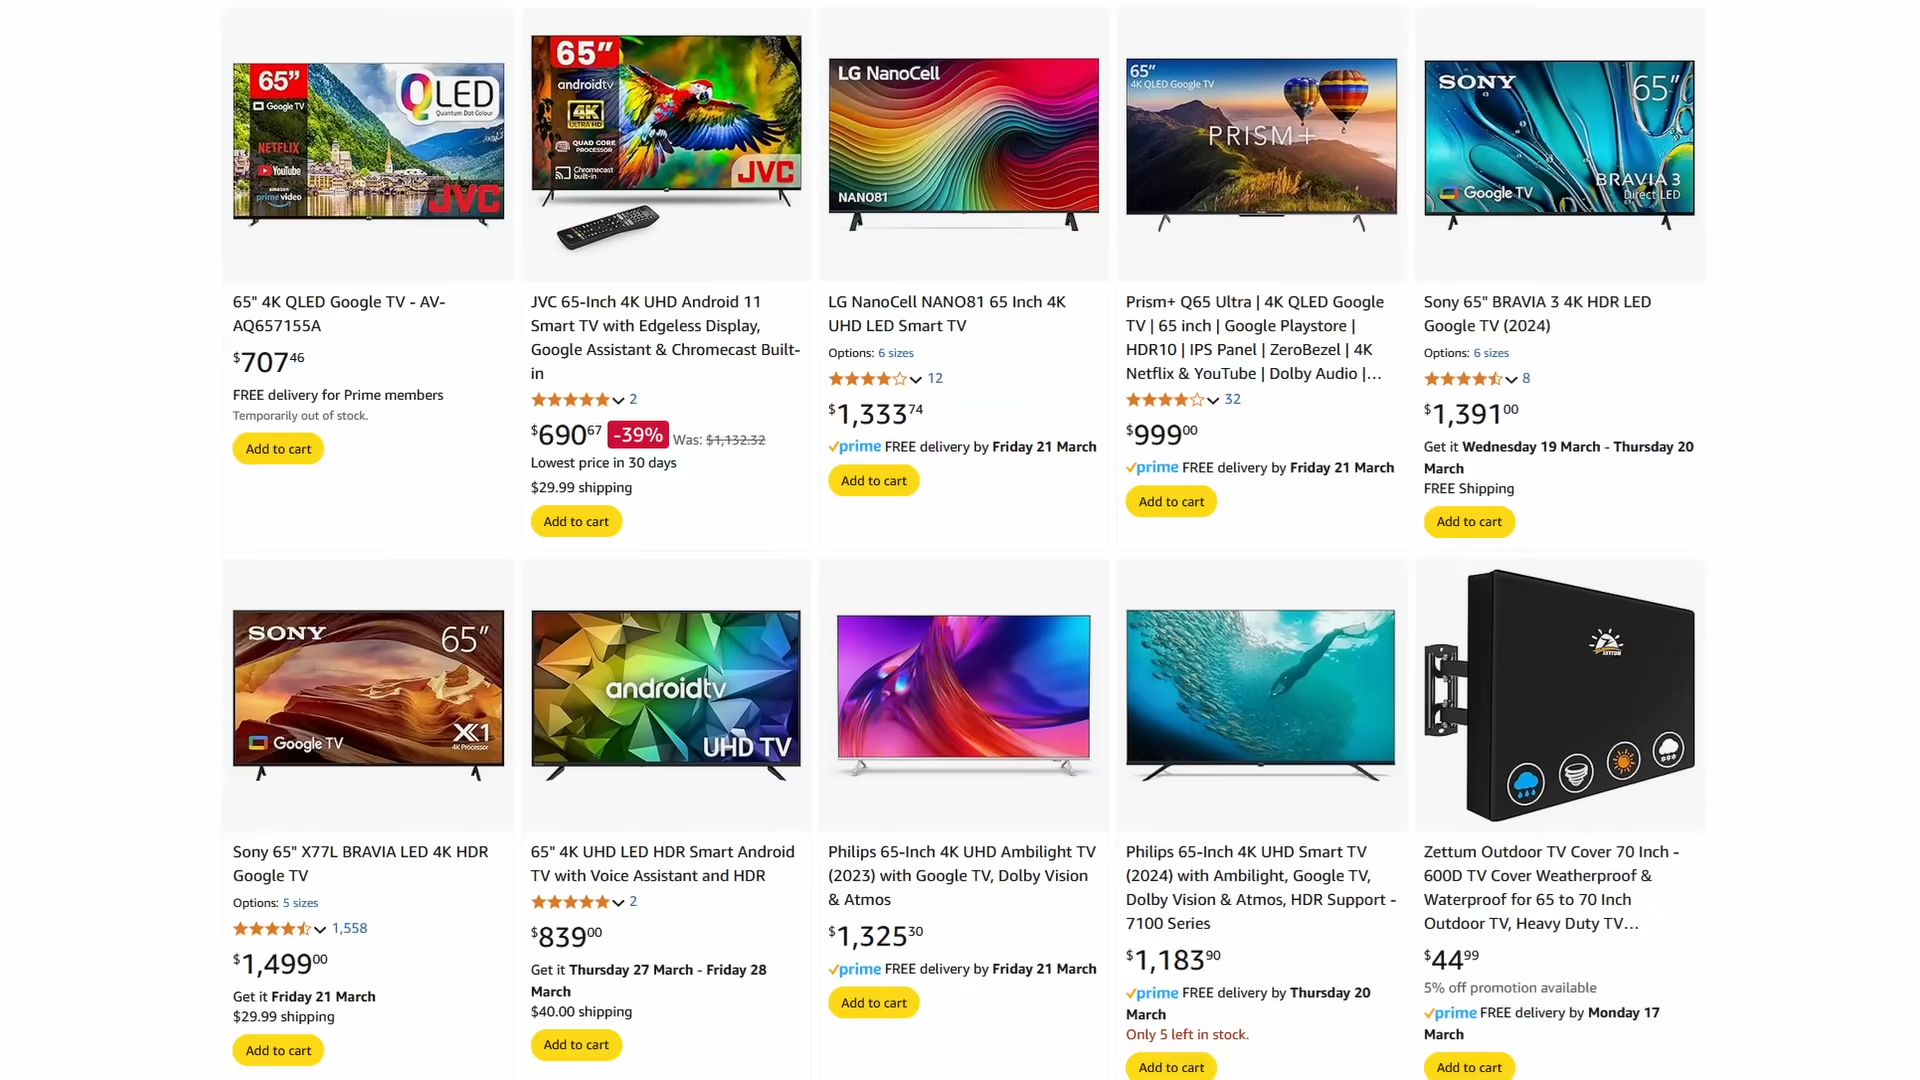 65”
Google TV
NETFLIX
YouTube
amazon
prime video
QLED
Quantum Dot Colour
JVC
65" 4K QLED Google TV - AV-
AQ657155A
$70746
FREE delivery for Prime members
Temporarily out of stock.
Add to cart
65”
androidtv
4K
ULTRA HD
QUAD CORE
PROCESSOR
Chromecast
built-in
JVC
JVC 65-Inch 4K UHD Android 11
Smart TV with Edgeless Display,
Google Assistant & Chromecast Built-
in
2
$69067 -39% Was: $1,132.32
Lowest price in 30 days
$29.99 shipping
Add to cart
LG NanoCell
NANO81
LG NanoCell NANO81 65 Inch 4K
UHD LED Smart TV
Options: 6 sizes
12
$1,33374
prime FREE delivery by Friday 21 March
Add to cart
65”
4K QLED Google TV
PRISM+
Prism+ Q65 Ultra | 4K QLED Google
TV | 65 inch | Google Playstore |
HDR10 | IPS Panel | ZeroBezel | 4K
Netflix & YouTube | Dolby Audio |…
32
$99900
prime FREE delivery by Friday 21 March
Add to cart
SONY
65”
BRAVIA 3
Direct LED
Google TV
Sony 65" BRAVIA 3 4K HDR LED
Google TV (2024)
Options: 6 sizes
8
$1,39100
Get it Wednesday 19 March - Thursday 20
March
FREE Shipping
Add to cart
SONY
65”
Google TV
X1
4K Processor
Sony 65" X77L BRAVIA LED 4K HDR
Google TV
Options: 5 sizes
1,558
$1,49900
Get it Friday 21 March
$29.99 shipping
Add to cart
androidtv
UHD TV
65" 4K UHD LED HDR Smart Android
TV with Voice Assistant and HDR
2
$83900
Get it Thursday 27 March - Friday 28
March
$40.00 shipping
Add to cart
Philips 65-Inch 4K UHD Ambilight TV
(2023) with Google TV, Dolby Vision
& Atmos
$1,32530
prime FREE delivery by Friday 21 March
Add to cart
Philips 65-Inch 4K UHD Smart TV
(2024) with Ambilight, Google TV,
Dolby Vision & Atmos, HDR Support -
7100 Series
$1,18390
prime FREE delivery by Thursday 20
March
Only 5 left in stock.
Add to cart
ZETTUM
Zettum Outdoor TV Cover 70 Inch -
600D TV Cover Weatherproof &
Waterproof for 65 to 70 Inch
Outdoor TV, Heavy Duty TV…
$4499
5% off promotion available
prime FREE delivery by Monday 17
March
Add to cart